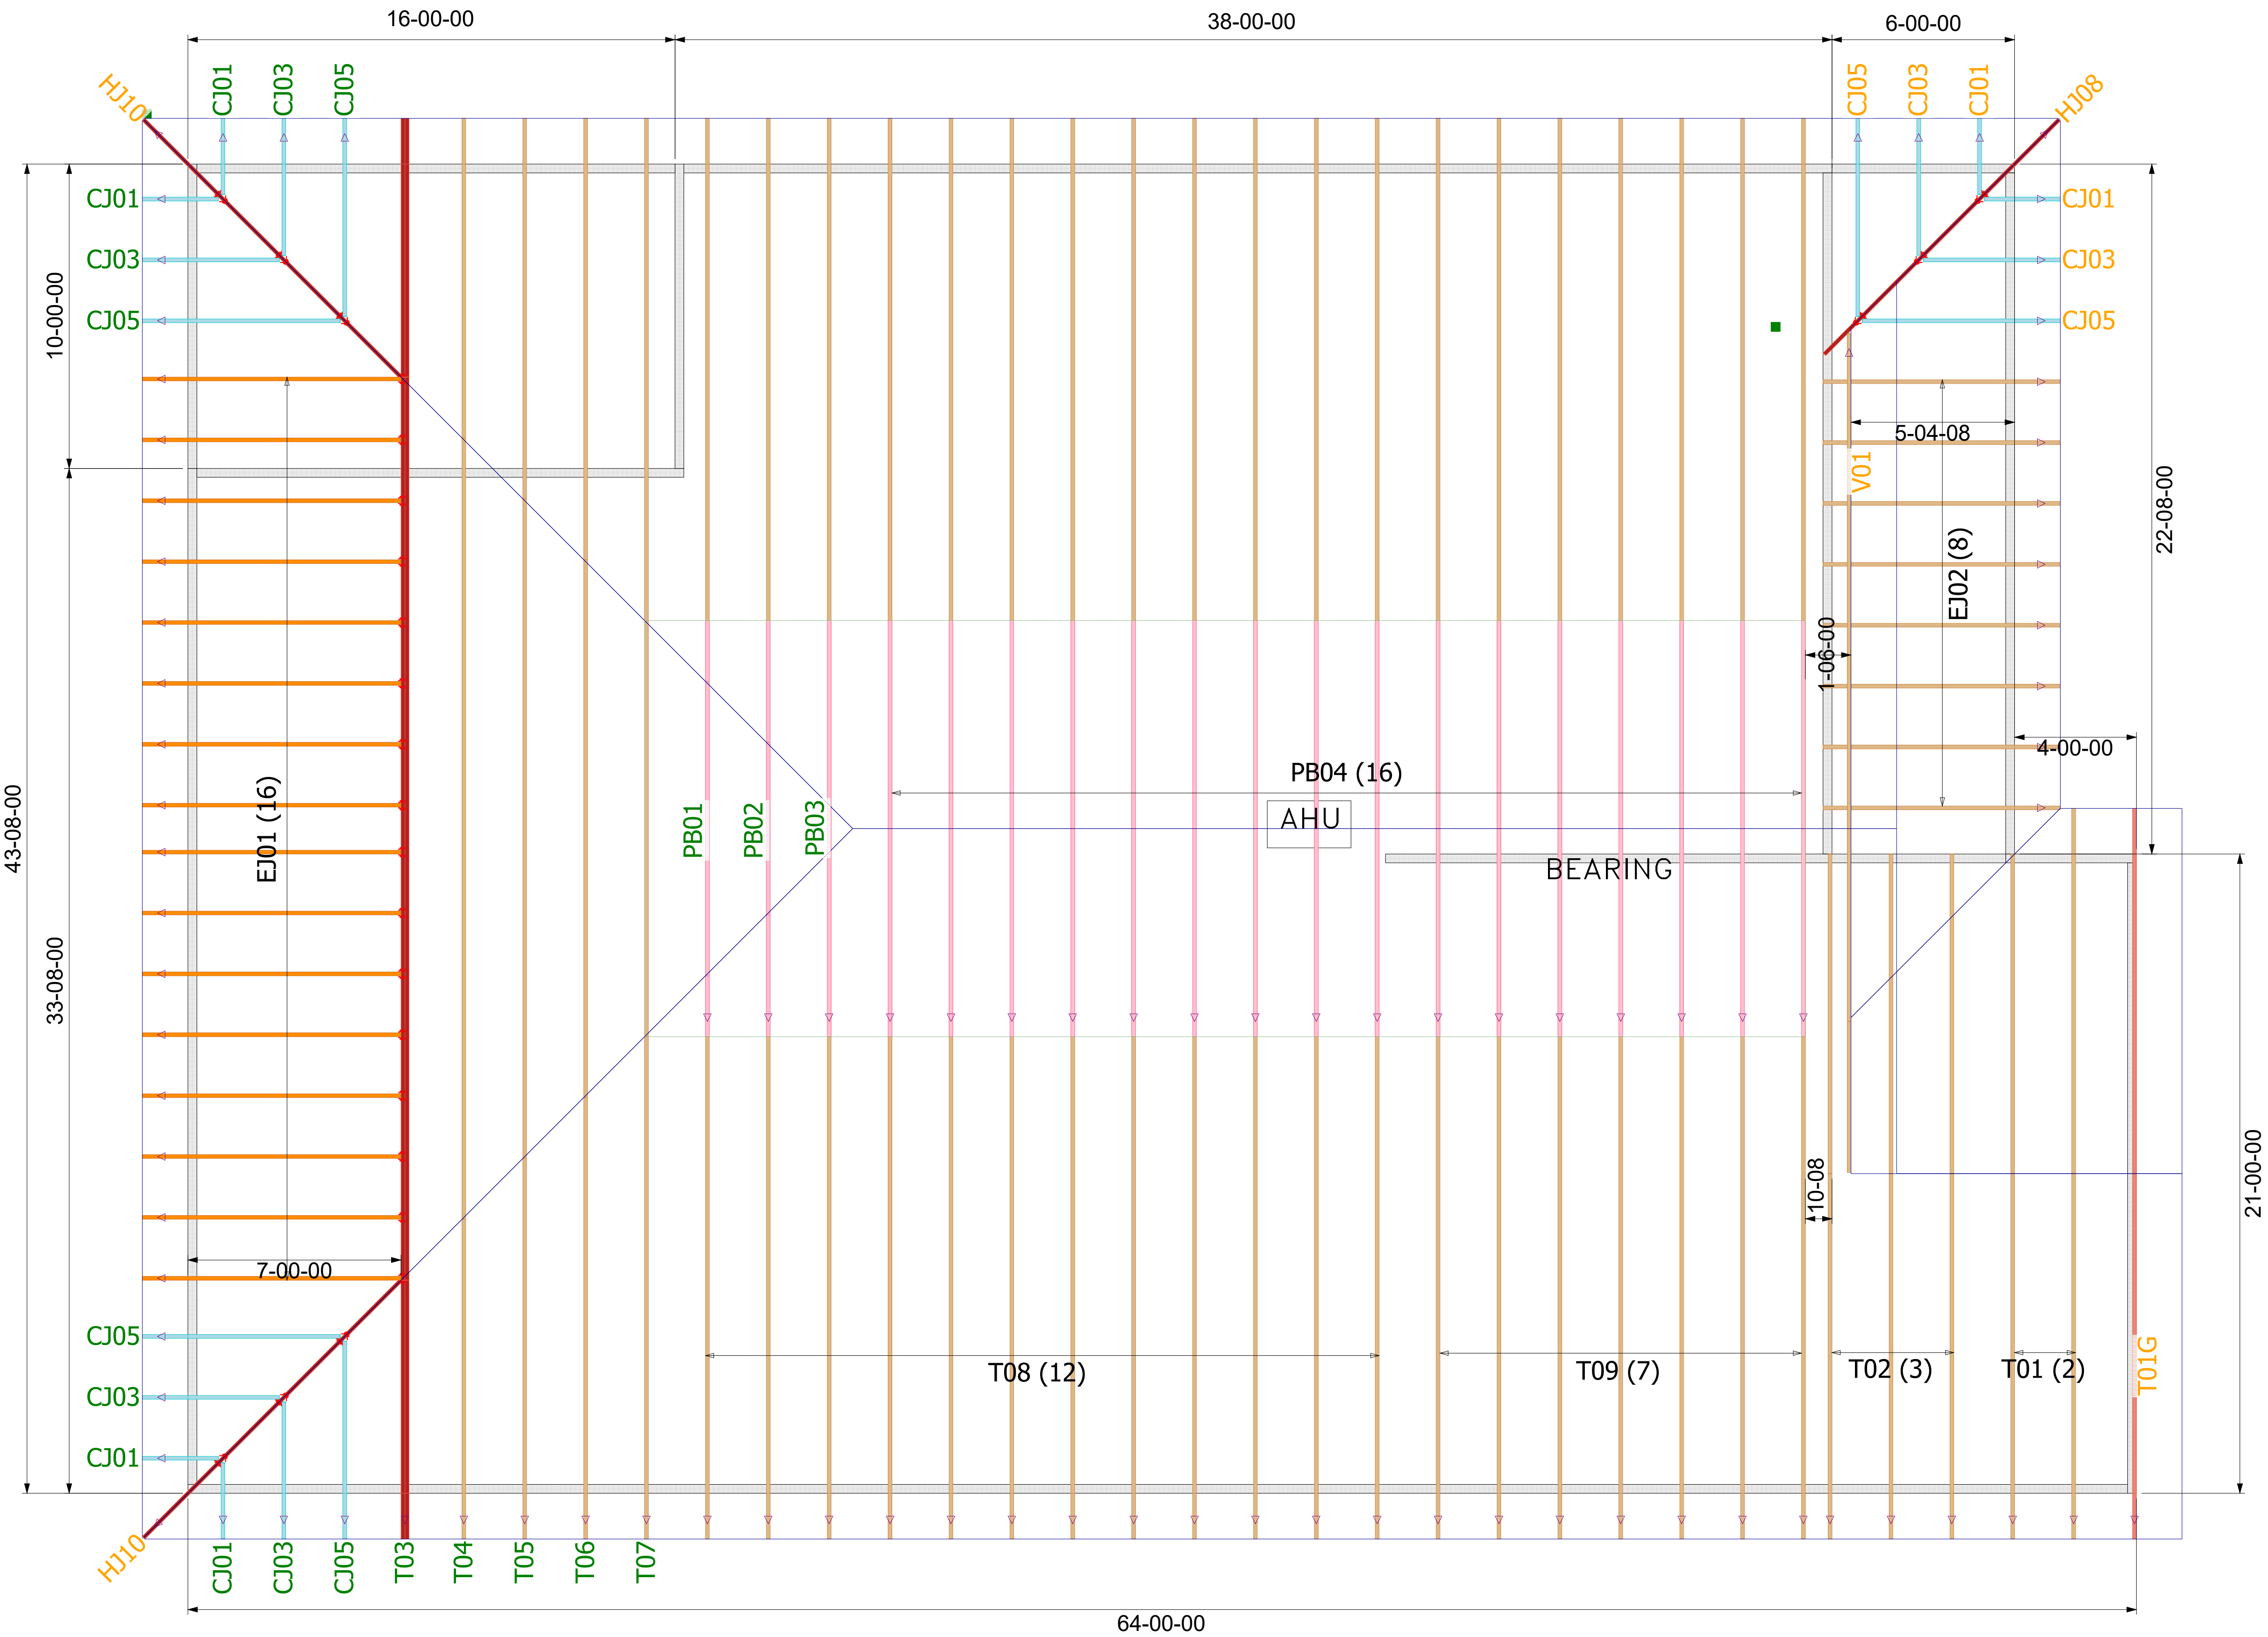 16-00-00
38-00-00
6-00-00
HJ10
CJ01
CJ03
CJ05
CJ05
CJ03
CJ01
HJ08
CJ01
CJ03
CJ05
CJ01
CJ03
CJ05
10-00-00
43-08-00
33-08-00
5-04-08
V01
22-08-00
EJ02 (8)
1-06-00
4-00-00
PB04 (16)
AHU
PB01
PB02
PB03
EJ01 (16)
BEARING
10-08
21-00-00
7-00-00
T08 (12)
T09 (7)
T02 (3)
T01 (2)
T01G
CJ05
CJ03
CJ01
HJ10
CJ01
CJ03
CJ05
T03
T04
T05
T06
T07
64-00-00